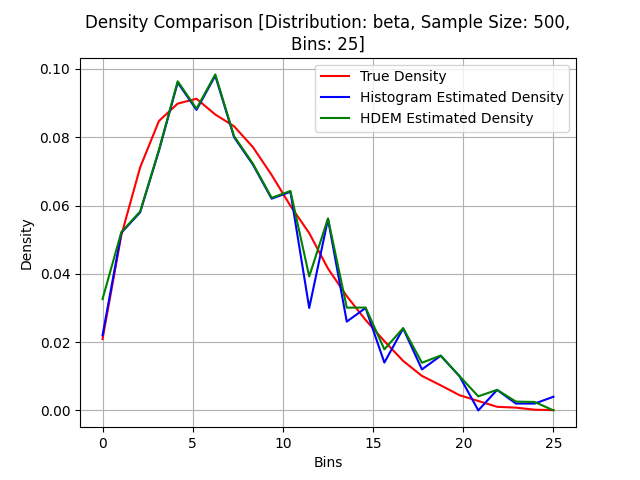 Density Comparison [Distribution: beta, Sample Size: 500,
Bins: 25]
True Density
Histogram Estimated Density
HDEM Estimated Density
Density
0.10
0.08
0.06
0.04
0.02
0.00
0
5
10
15
20
25
Bins